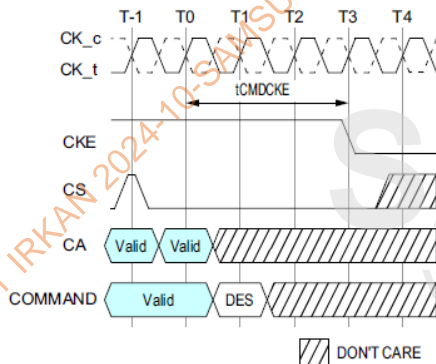 T-1 T0 T1 T2 T3 T4
CK_c
CK_t
tCMDCKE
CKE
CS
CA Valid Valid
COMMAND Valid DES
DON'T CARE
IRKAN 2024-10-SAMSU
S